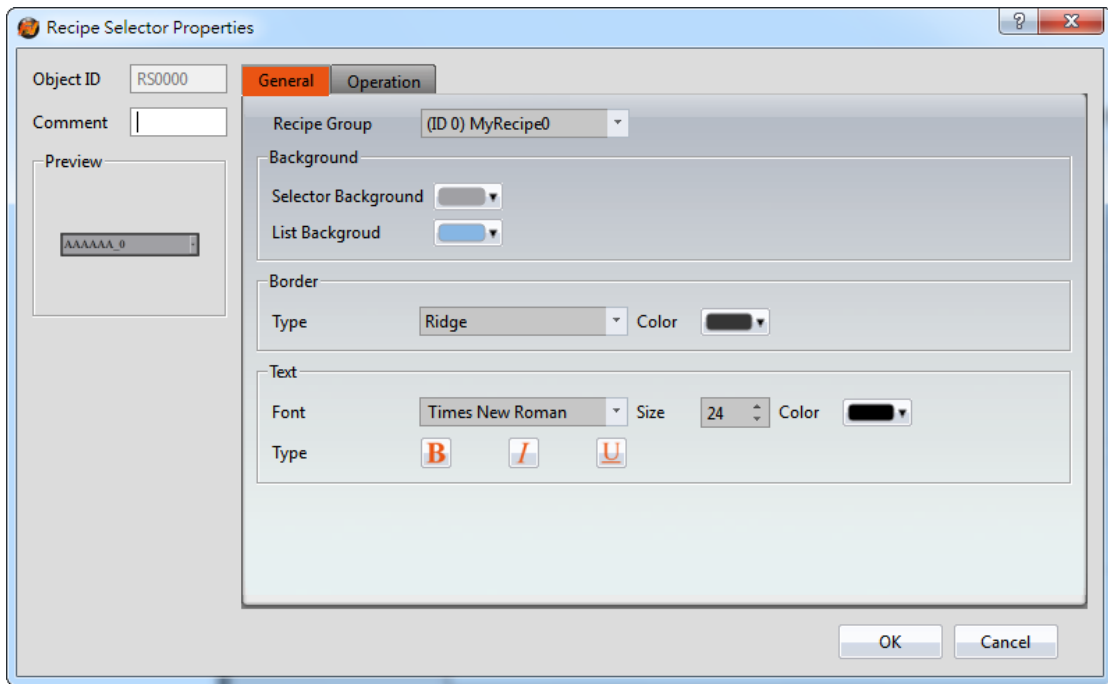 Recipe Selector Properties
?
Object ID RS0000
Comment
Preview
AAAAAA_0
General Operation
Recipe Group (ID 0) MyRecipe0
Background
Selector Background
List Backgroud
Border
Type Ridge Color
Text
Font Times New Roman Size 24 Color
Type B I U
OK Cancel